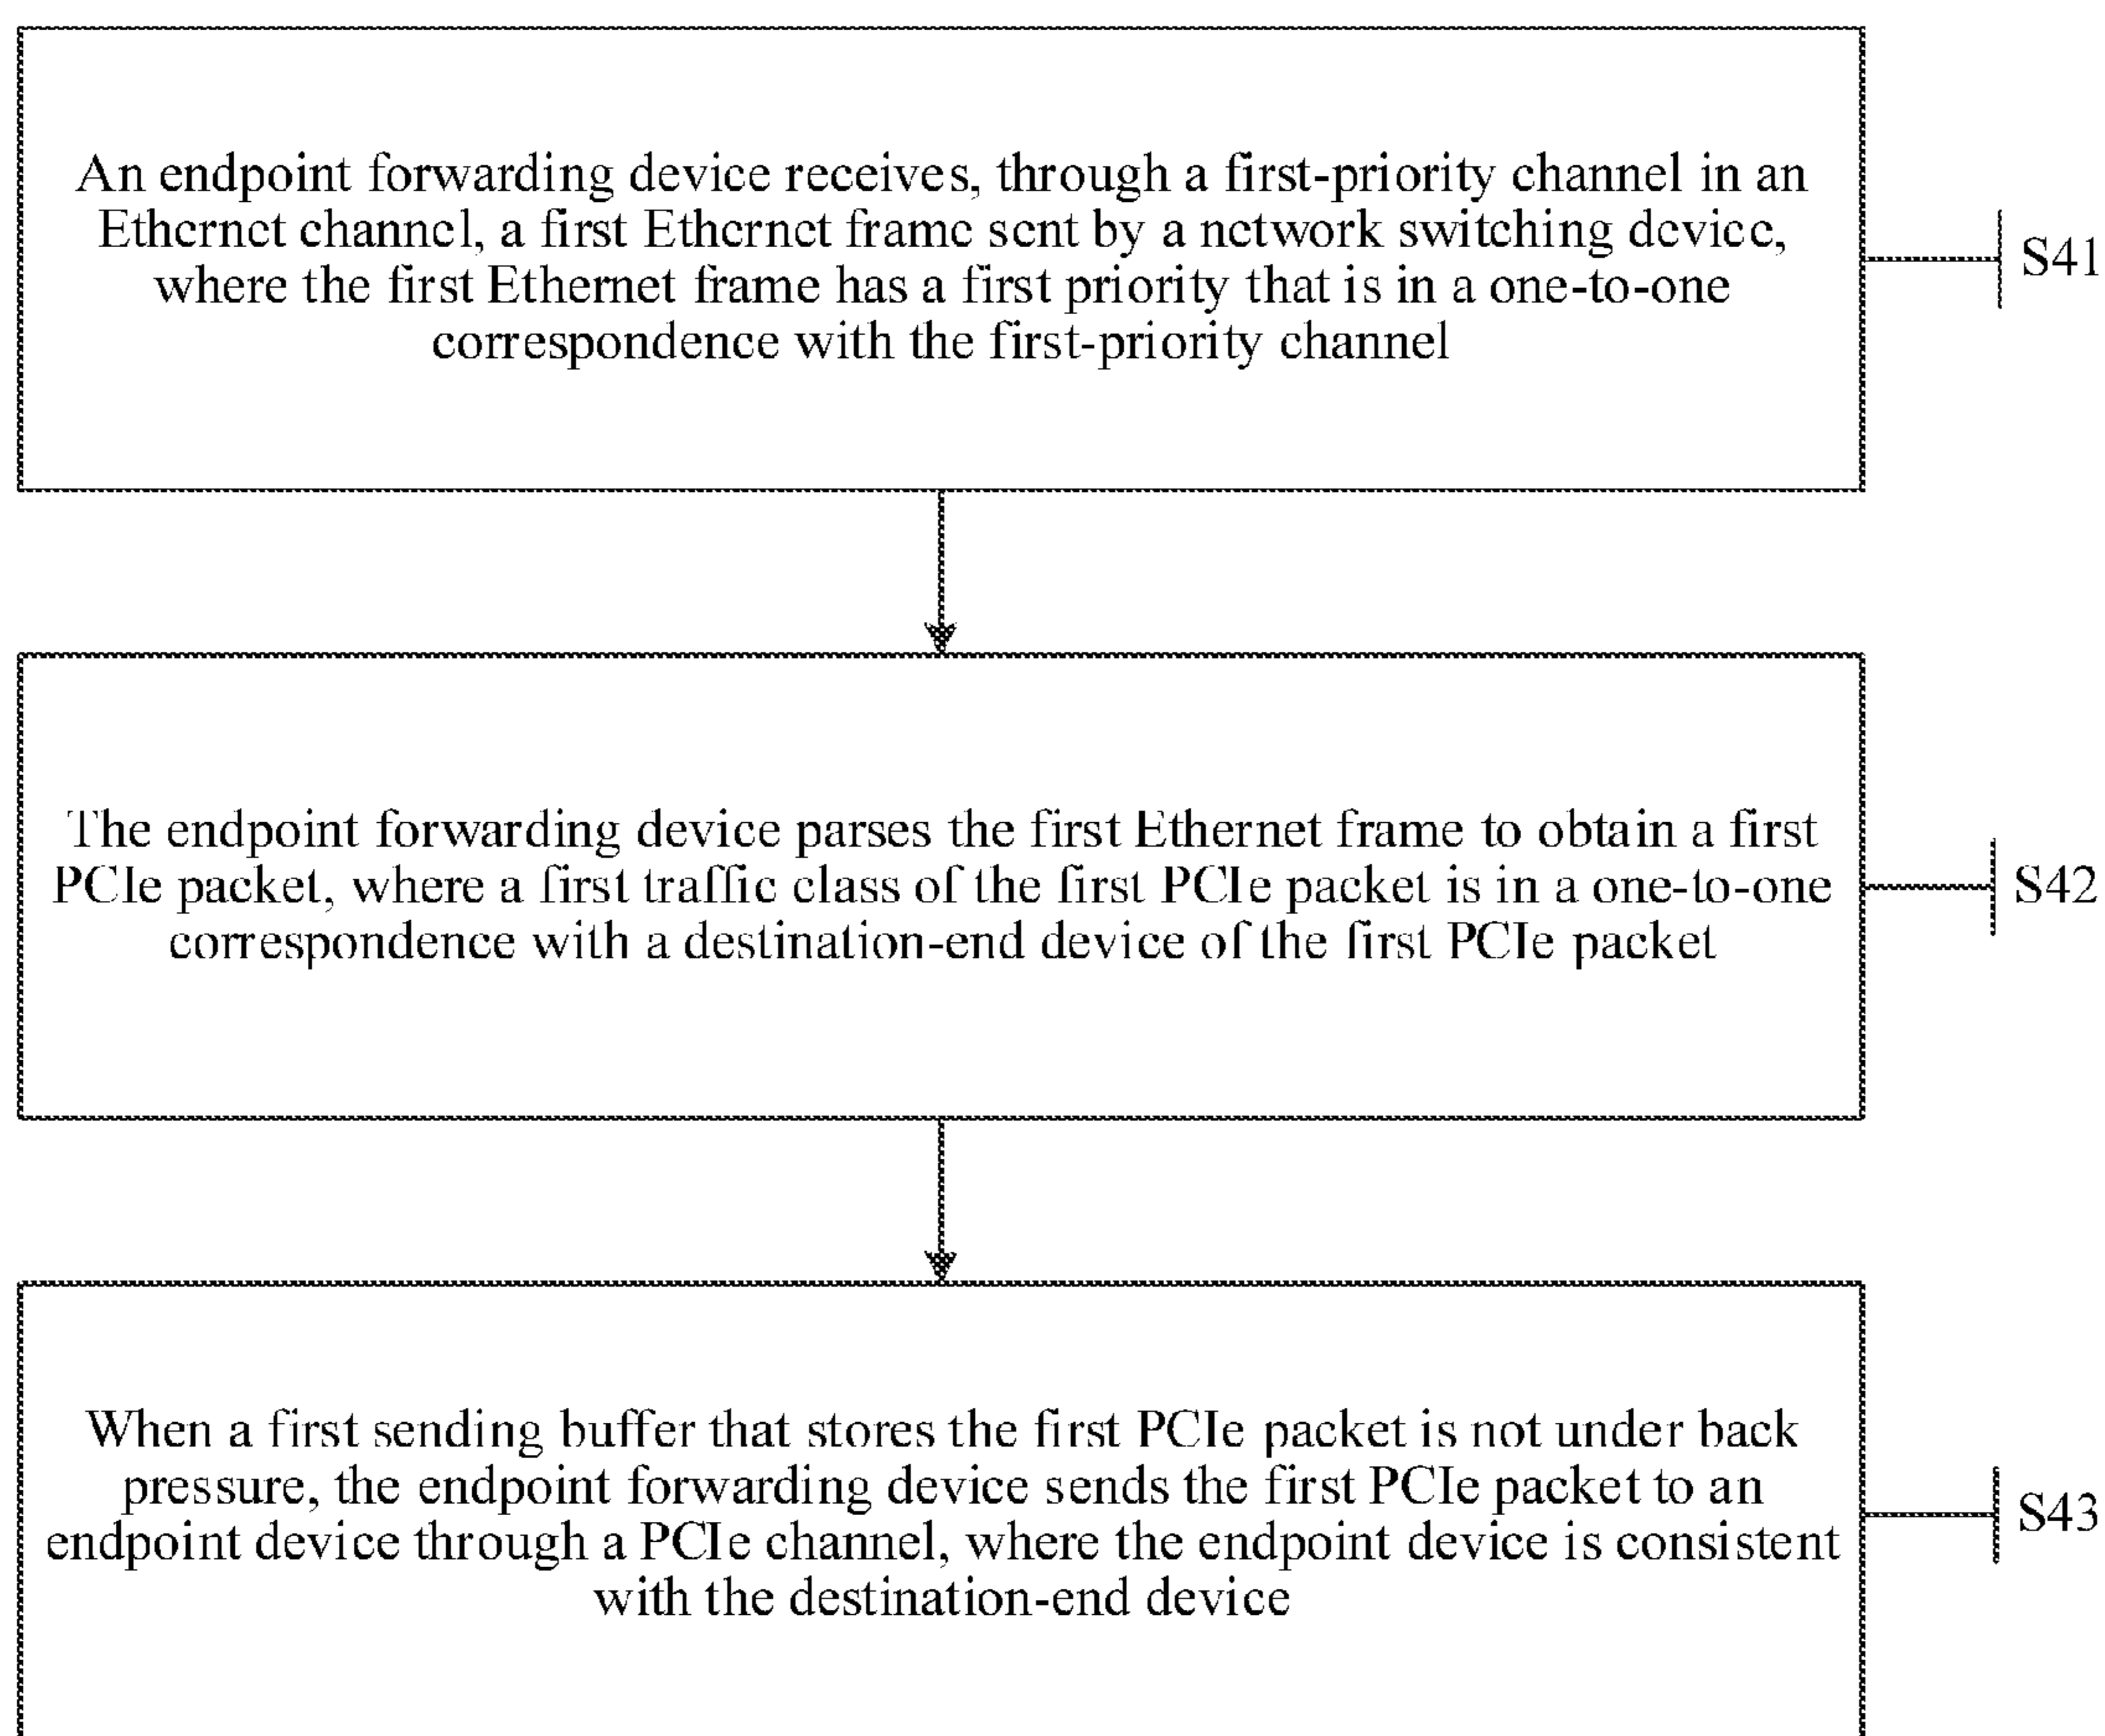 An endpoint forwarding device receives, through a first-priority channel in an
Ethernet channel, a first Ethernet frame sent by a network switching device,
where the first Ethernet frame has a first priority that is in a one-to-one
correspondence with the first-priority channel
S41
The endpoint forwarding device parses the first Ethernet frame to obtain a first
PCIe packet, where a first traffic class of the first PCIe packet is in a one-to-one
correspondence with a destination-end device of the first PCIe packet
S42
When a first sending buffer that stores the first PCIe packet is not under back
pressure, the endpoint forwarding device sends the first PCIe packet to an
endpoint device through a PCIe channel, where the endpoint device is consistent
with the destination-end device
S43